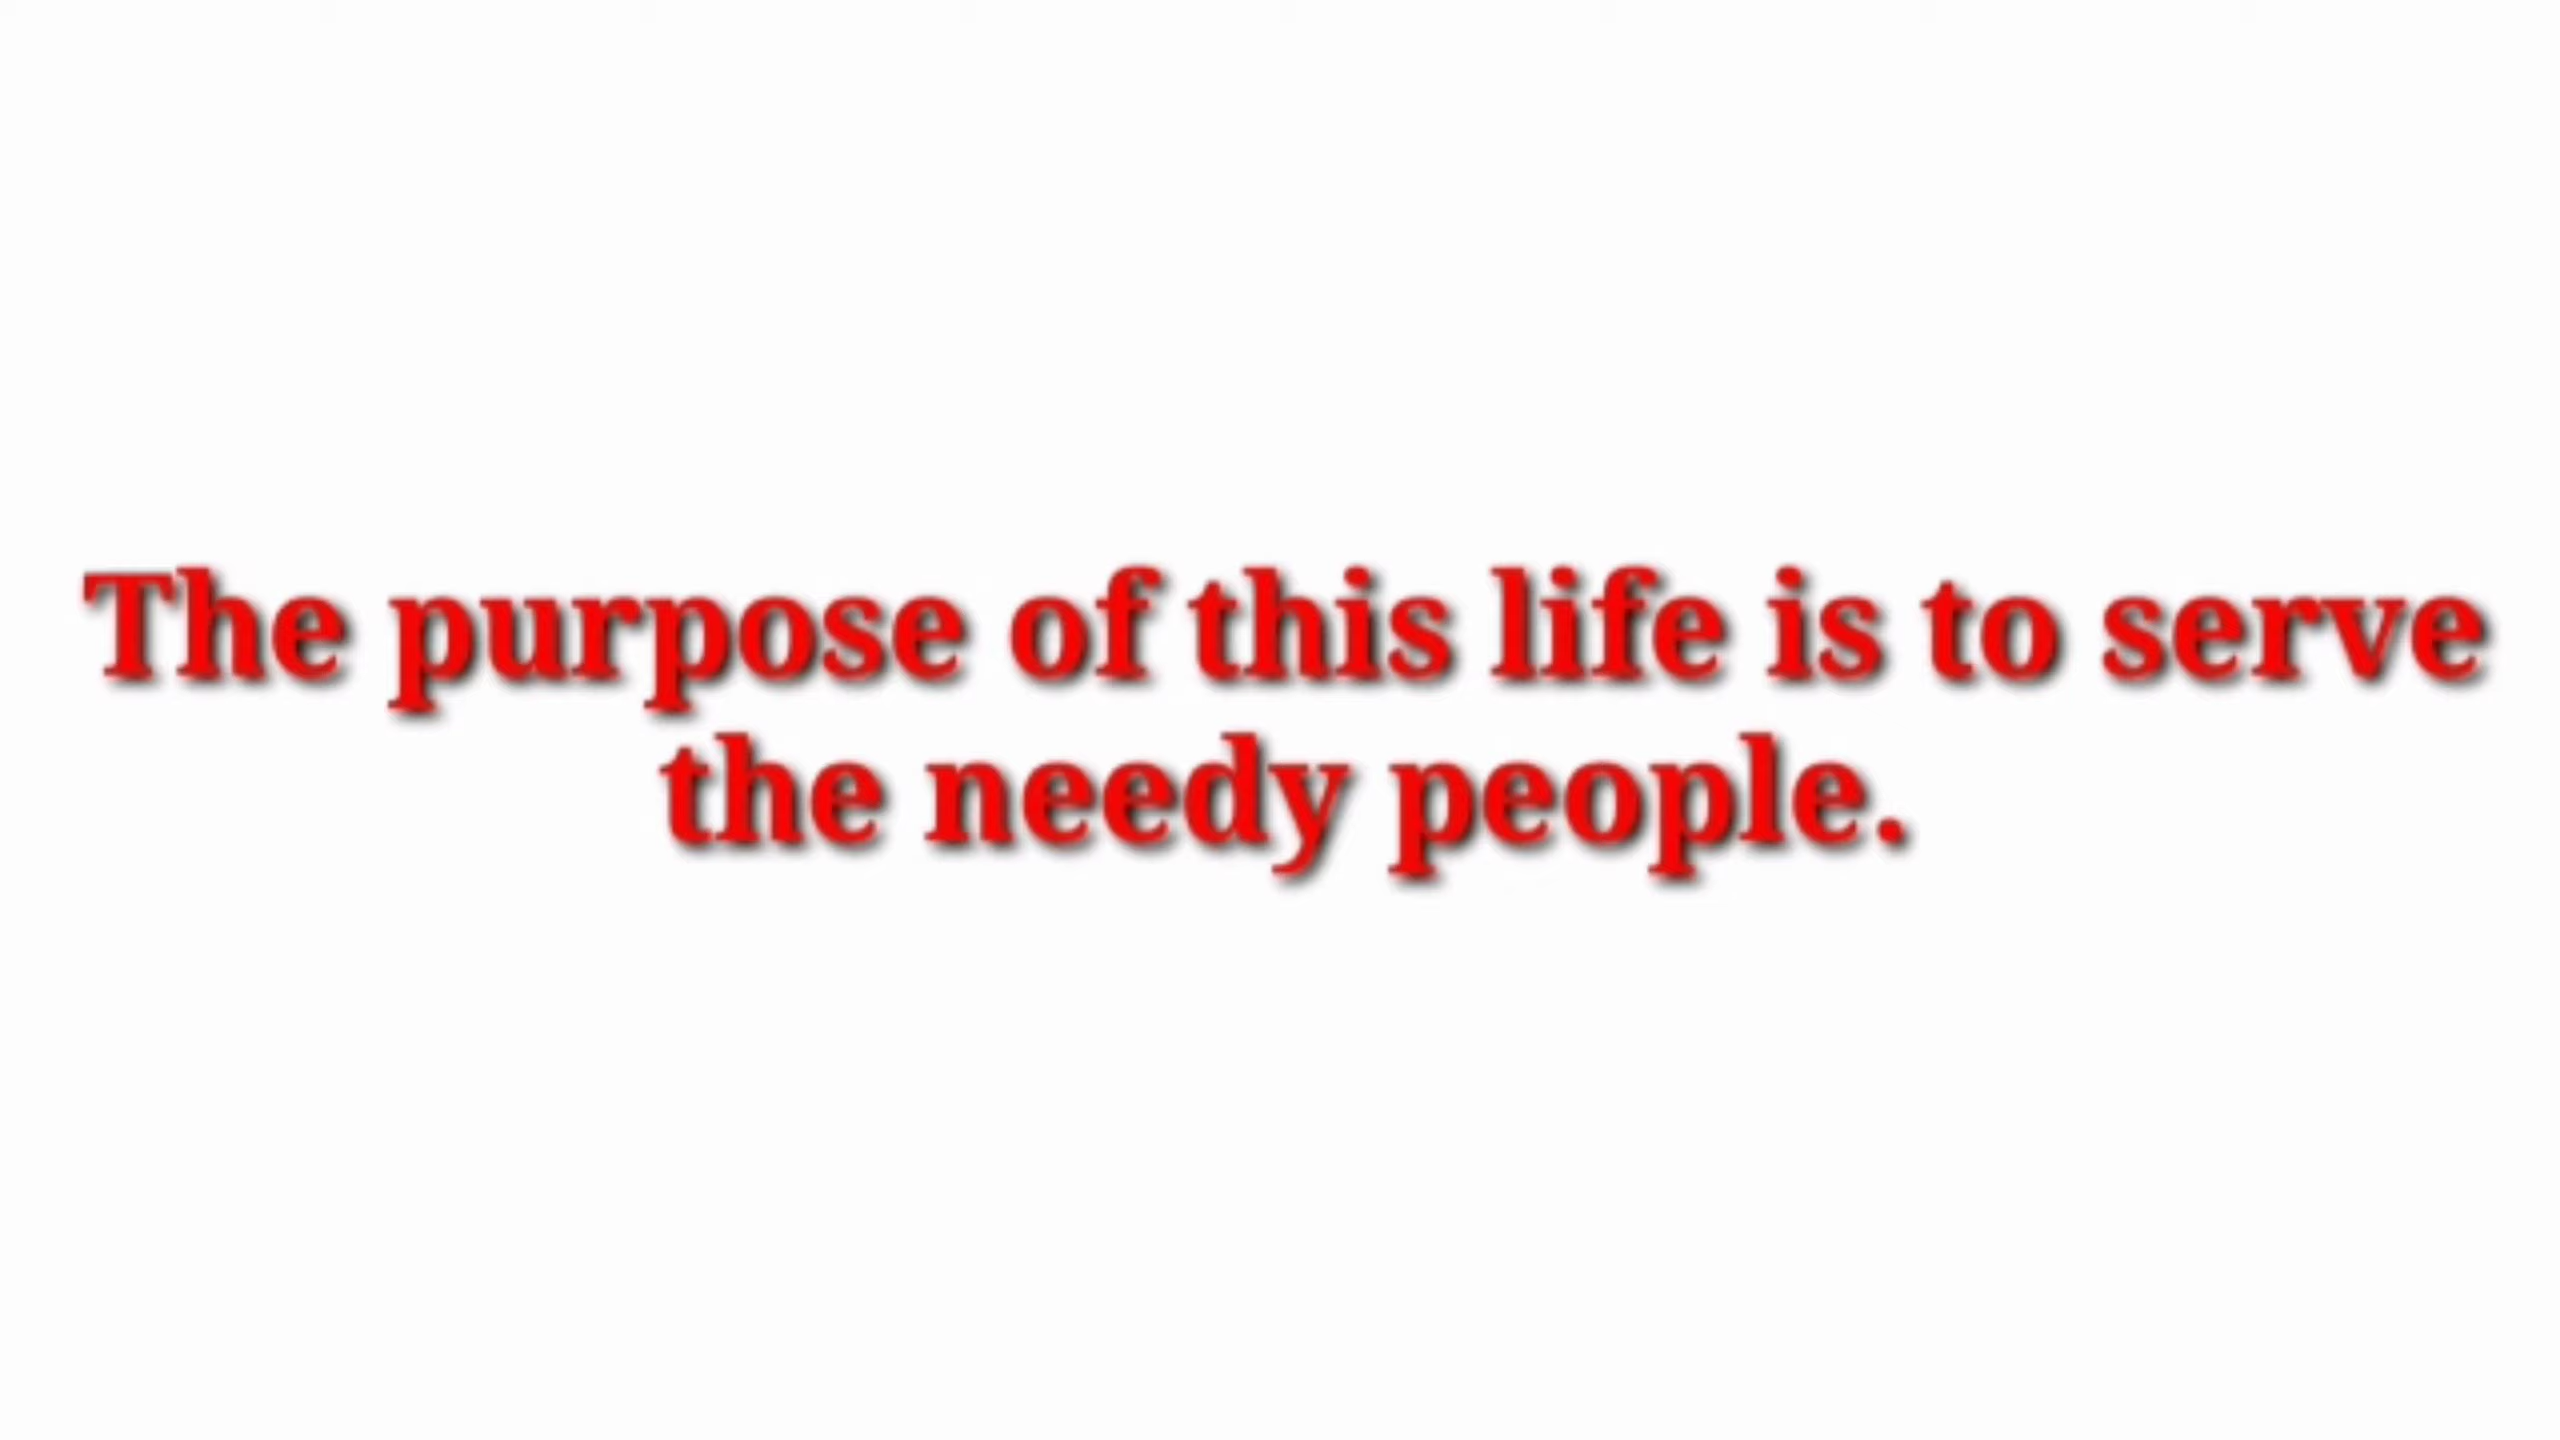 The purpose of this life is to serve
the needy people.